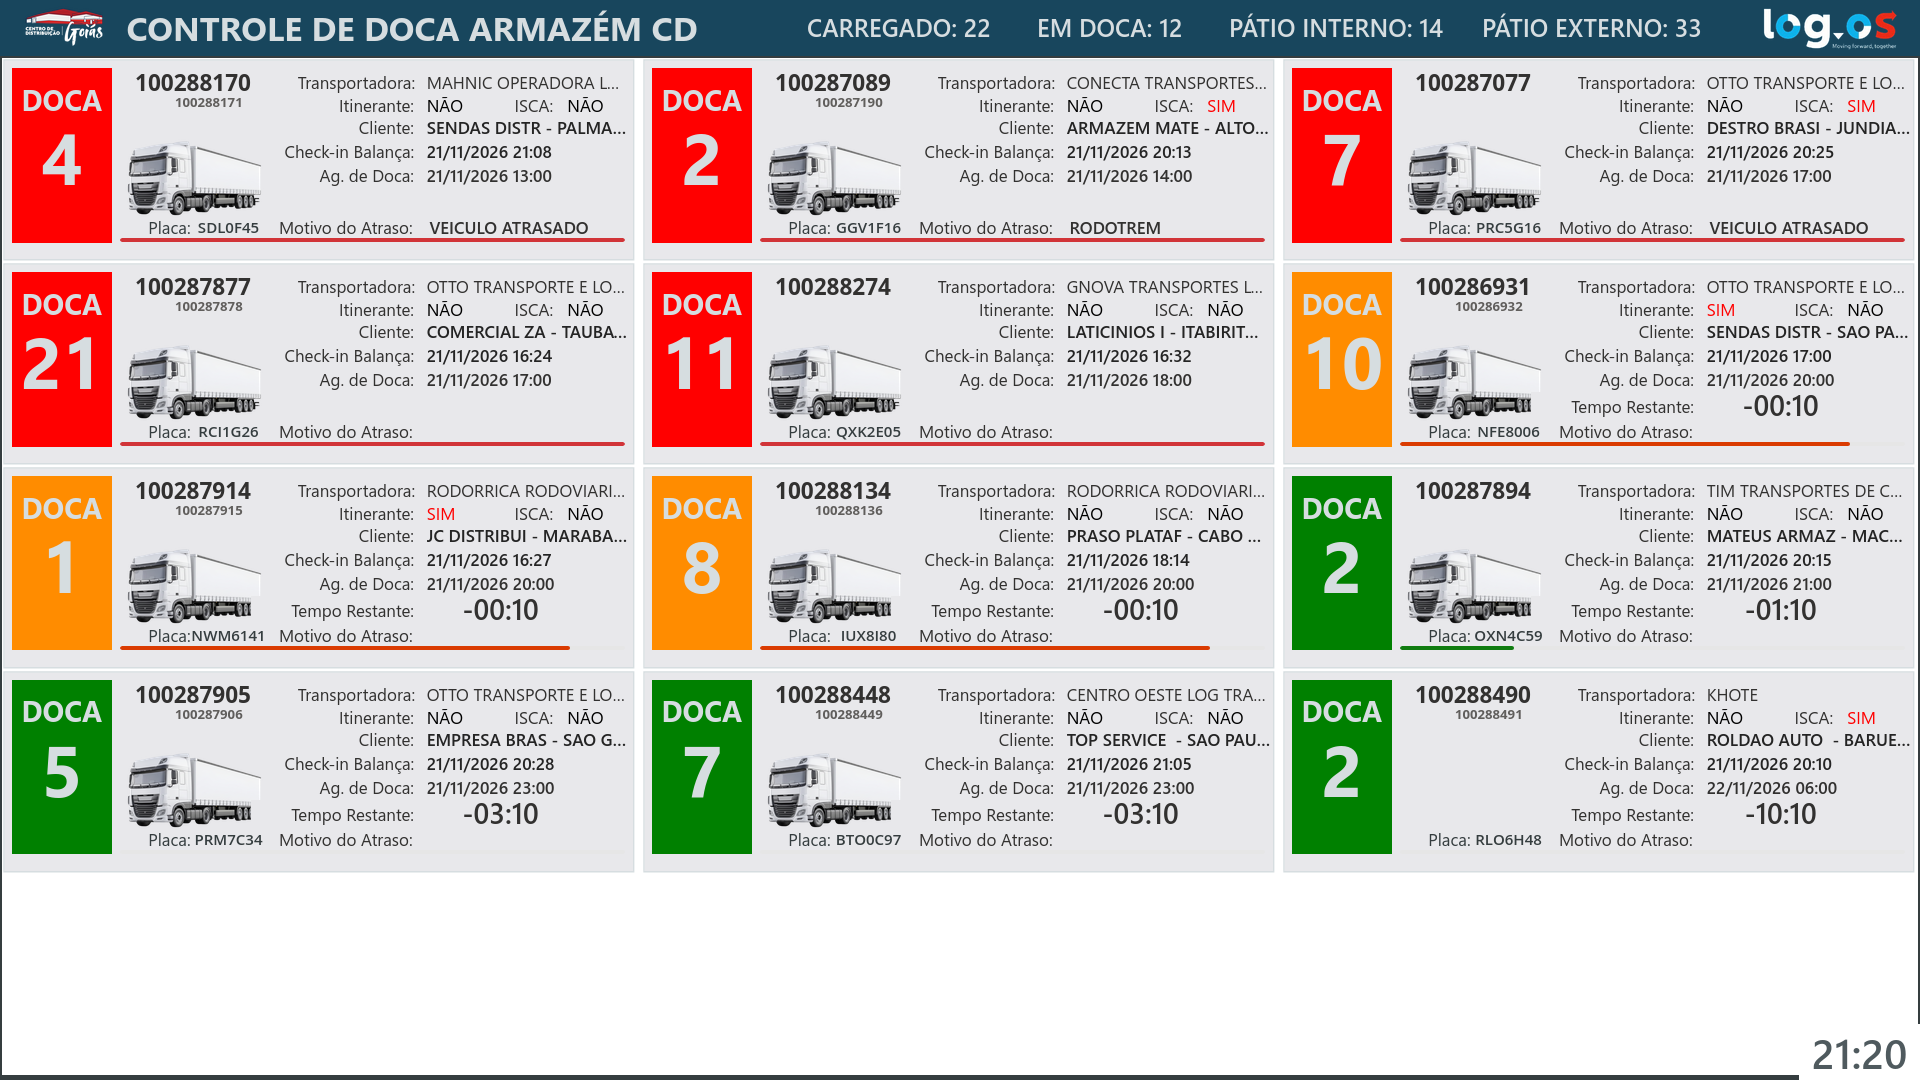 CENTRO DE DISTRIBUIÇÃO Goiás
CONTROLE DE DOCA ARMAZÉM CD
CARREGADO: 22
EM DOCA: 12
PÁTIO INTERNO: 14
PÁTIO EXTERNO: 33
log.os
Moving forward, together
DOCA
4
100288170
100288171
Transportadora: MAHNIC OPERADORA L...
Itinerante: NÃO ISCA: NÃO
Cliente: SENDAS DISTR - PALMA...
Check-in Balança: 21/11/2026 21:08
Ag. de Doca: 21/11/2026 13:00
Placa: SDL0F45 Motivo do Atraso: VEICULO ATRASADO
DOCA
2
100287089
100287190
Transportadora: CONECTA TRANSPORTES...
Itinerante: NÃO ISCA: SIM
Cliente: ARMAZEM MATE - ALTO...
Check-in Balança: 21/11/2026 20:13
Ag. de Doca: 21/11/2026 14:00
Placa: GGV1F16 Motivo do Atraso: RODOTREM
DOCA
7
100287077
Transportadora: OTTO TRANSPORTE E LO...
Itinerante: NÃO ISCA: SIM
Cliente: DESTRO BRASI - JUNDIA...
Check-in Balança: 21/11/2026 20:25
Ag. de Doca: 21/11/2026 17:00
Placa: PRC5G16 Motivo do Atraso: VEICULO ATRASADO
DOCA
21
100287877
100287878
Transportadora: OTTO TRANSPORTE E LO...
Itinerante: NÃO ISCA: NÃO
Cliente: COMERCIAL ZA - TAUBA...
Check-in Balança: 21/11/2026 16:24
Ag. de Doca: 21/11/2026 17:00
Placa: RCI1G26 Motivo do Atraso:
DOCA
11
100288274
Transportadora: GNOVA TRANSPORTES L...
Itinerante: NÃO ISCA: NÃO
Cliente: LATICINIOS I - ITABIRIT...
Check-in Balança: 21/11/2026 16:32
Ag. de Doca: 21/11/2026 18:00
Placa: QXK2E05 Motivo do Atraso:
DOCA
10
100286931
100286932
Transportadora: OTTO TRANSPORTE E LO...
Itinerante: SIM ISCA: NÃO
Cliente: SENDAS DISTR - SAO PA...
Check-in Balança: 21/11/2026 17:00
Ag. de Doca: 21/11/2026 20:00
Tempo Restante: -00:10
Placa: NFE8006 Motivo do Atraso:
DOCA
1
100287914
100287915
Transportadora: RODORRICA RODOVIARI...
Itinerante: SIM ISCA: NÃO
Cliente: JC DISTRIBUI - MARABA...
Check-in Balança: 21/11/2026 16:27
Ag. de Doca: 21/11/2026 20:00
Tempo Restante: -00:10
Placa: NWM6141 Motivo do Atraso:
DOCA
8
100288134
100288136
Transportadora: RODORRICA RODOVIARI...
Itinerante: NÃO ISCA: NÃO
Cliente: PRASO PLATAF - CABO ...
Check-in Balança: 21/11/2026 18:14
Ag. de Doca: 21/11/2026 20:00
Tempo Restante: -00:10
Placa: IUX8I80 Motivo do Atraso:
DOCA
2
100287894
Transportadora: TIM TRANSPORTES DE C...
Itinerante: NÃO ISCA: NÃO
Cliente: MATEUS ARMAZ - MAC...
Check-in Balança: 21/11/2026 20:15
Ag. de Doca: 21/11/2026 21:00
Tempo Restante: -01:10
Placa: OXN4C59 Motivo do Atraso:
DOCA
5
100287905
100287906
Transportadora: OTTO TRANSPORTE E LO...
Itinerante: NÃO ISCA: NÃO
Cliente: EMPRESA BRAS - SAO G...
Check-in Balança: 21/11/2026 20:28
Ag. de Doca: 21/11/2026 23:00
Tempo Restante: -03:10
Placa: PRM7C34 Motivo do Atraso:
DOCA
7
100288448
100288449
Transportadora: CENTRO OESTE LOG TRA...
Itinerante: NÃO ISCA: NÃO
Cliente: TOP SERVICE - SAO PAU...
Check-in Balança: 21/11/2026 21:05
Ag. de Doca: 21/11/2026 23:00
Tempo Restante: -03:10
Placa: BTO0C97 Motivo do Atraso:
DOCA
2
100288490
100288491
Transportadora: KHOTE
Itinerante: NÃO ISCA: SIM
Cliente: ROLDAO AUTO - BARUE...
Check-in Balança: 21/11/2026 20:10
Ag. de Doca: 22/11/2026 06:00
Tempo Restante: -10:10
Placa: RLO6H48 Motivo do Atraso:
21:20